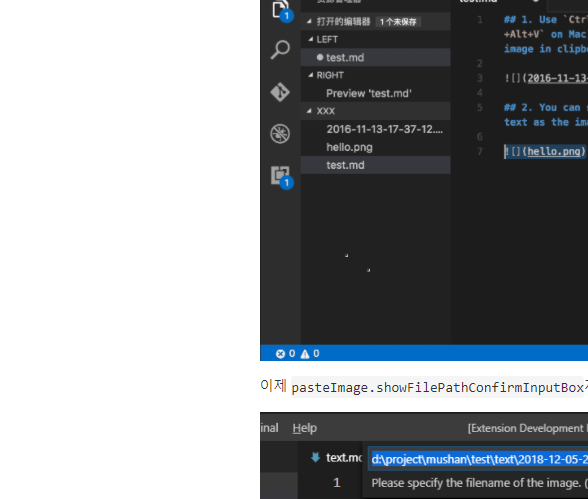 打开的编辑器 1 个未保存
LEFT
test.md
RIGHT
Preview 'test.md'
XXX
2016-11-13-17-37-12....
hello.png
test.md
1 ## 1. Use `Ctr
+Alt+V` on Mac
image in clipb
2
3 ![](2016-11-13-
4
5 ## 2. You can s
text as the ima
6
7 ![](hello.png)
1
1
0 0
이제 pasteImage.showFilePathConfirmInputBox
inal Help [Extension Development
text.md d:\project\mushan\test\text\2018-12-05-2
1 Please specify the filename of the image. (